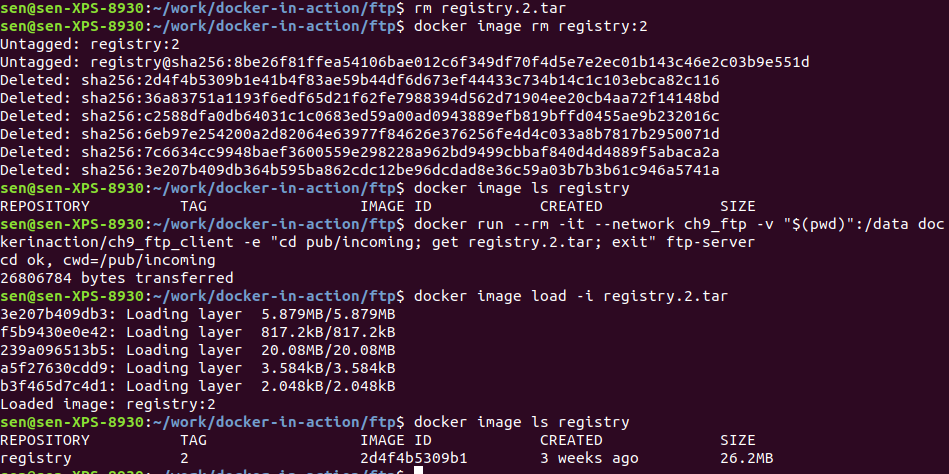 sen@sen-XPS-8930:~/work/docker-in-action/ftp$ rm registry.2.tar
sen@sen-XPS-8930:~/work/docker-in-action/ftp$ docker image rm registry:2
Untagged: registry:2
Untagged: registry@sha256:8be26f81ffea54106bae012c6f349df70f4d5e7e2ec01b143c46e2c03b9e551d
Deleted: sha256:2d4f4b5309b1e41b4f83ae59b44df6d673ef44433c734b14c1c103ebca82c116
Deleted: sha256:36a83751a1193f6edf65d21f62fe7988394d562d71904ee20cb4aa72f14148bd
Deleted: sha256:c2588dfa0db64031c1c0683ed59a00ad0943889efb819bffd0455ae9b232016c
Deleted: sha256:6eb97e254200a2d82064e63977f84626e376256fe4d4c033a8b7817b2950071d
Deleted: sha256:7c6634cc9948baef3600559e298228a962bd9499cbbaf840d4d4889f5abaca2a
Deleted: sha256:3e207b409db364b595ba862cdc12be96dcdad8e36c59a03b7b3b61c946a5741a
sen@sen-XPS-8930:~/work/docker-in-action/ftp$ docker image ls registry
REPOSITORY          TAG                 IMAGE ID            CREATED             SIZE
sen@sen-XPS-8930:~/work/docker-in-action/ftp$ docker run --rm -it --network ch9_ftp -v "$(pwd)":/data doc
kerinaction/ch9_ftp_client -e "cd pub/incoming; get registry.2.tar; exit" ftp-server
cd ok, cwd=/pub/incoming
26806784 bytes transferred
sen@sen-XPS-8930:~/work/docker-in-action/ftp$ docker image load -i registry.2.tar
3e207b409db3: Loading layer  5.879MB/5.879MB
f5b9430e0e42: Loading layer  817.2kB/817.2kB
239a096513b5: Loading layer  20.08MB/20.08MB
a5f27630cdd9: Loading layer  3.584kB/3.584kB
b3f465d7c4d1: Loading layer  2.048kB/2.048kB
Loaded image: registry:2
sen@sen-XPS-8930:~/work/docker-in-action/ftp$ docker image ls registry
REPOSITORY          TAG                 IMAGE ID            CREATED             SIZE
registry            2                   2d4f4b5309b1        3 weeks ago         26.2MB
sen@sen-XPS-8930:~/work/docker-in-action/ftp$